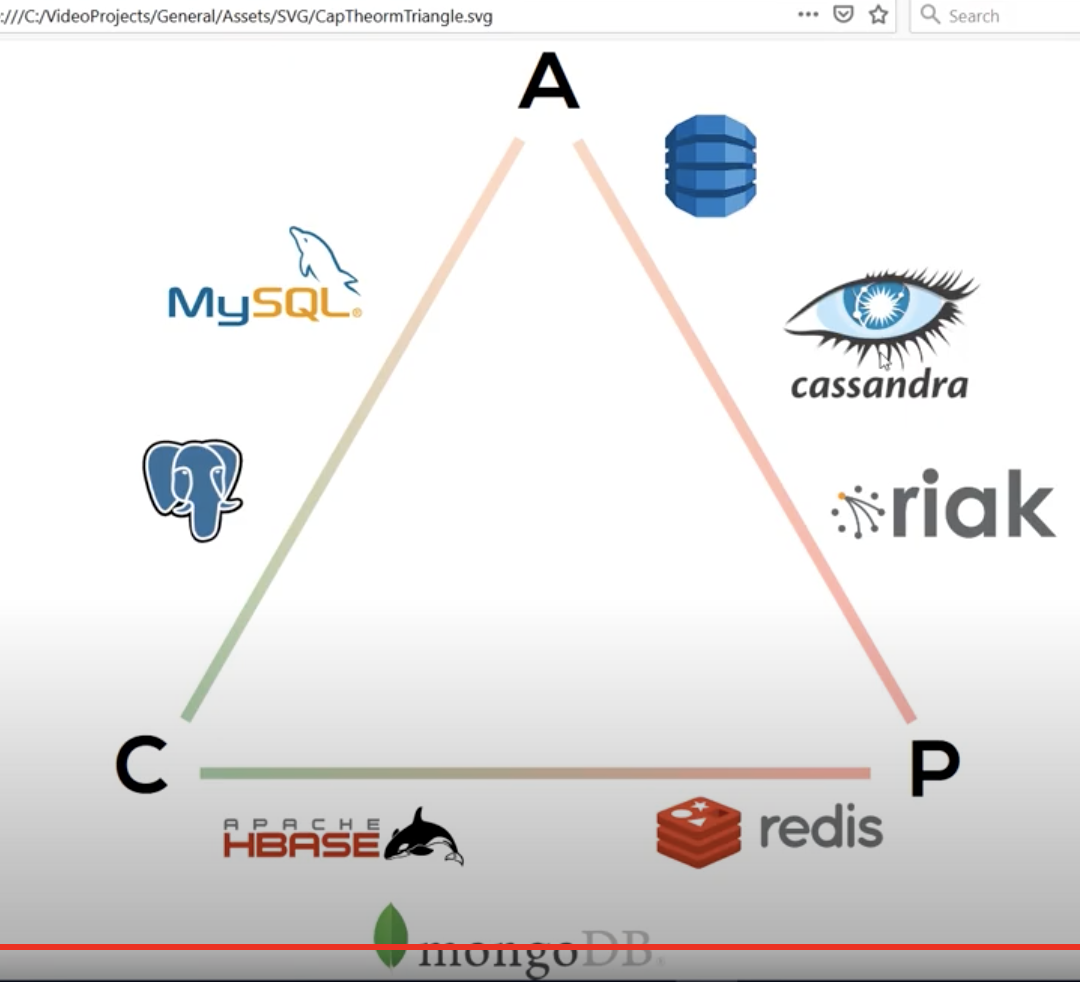 :///C:/VideoProjects/General/Assets/SVG/CapTheormTriangle.svg
Search
A
MySQL®
cassandra
riak
C
P
APACHE
HBASE
redis
mongoDB.